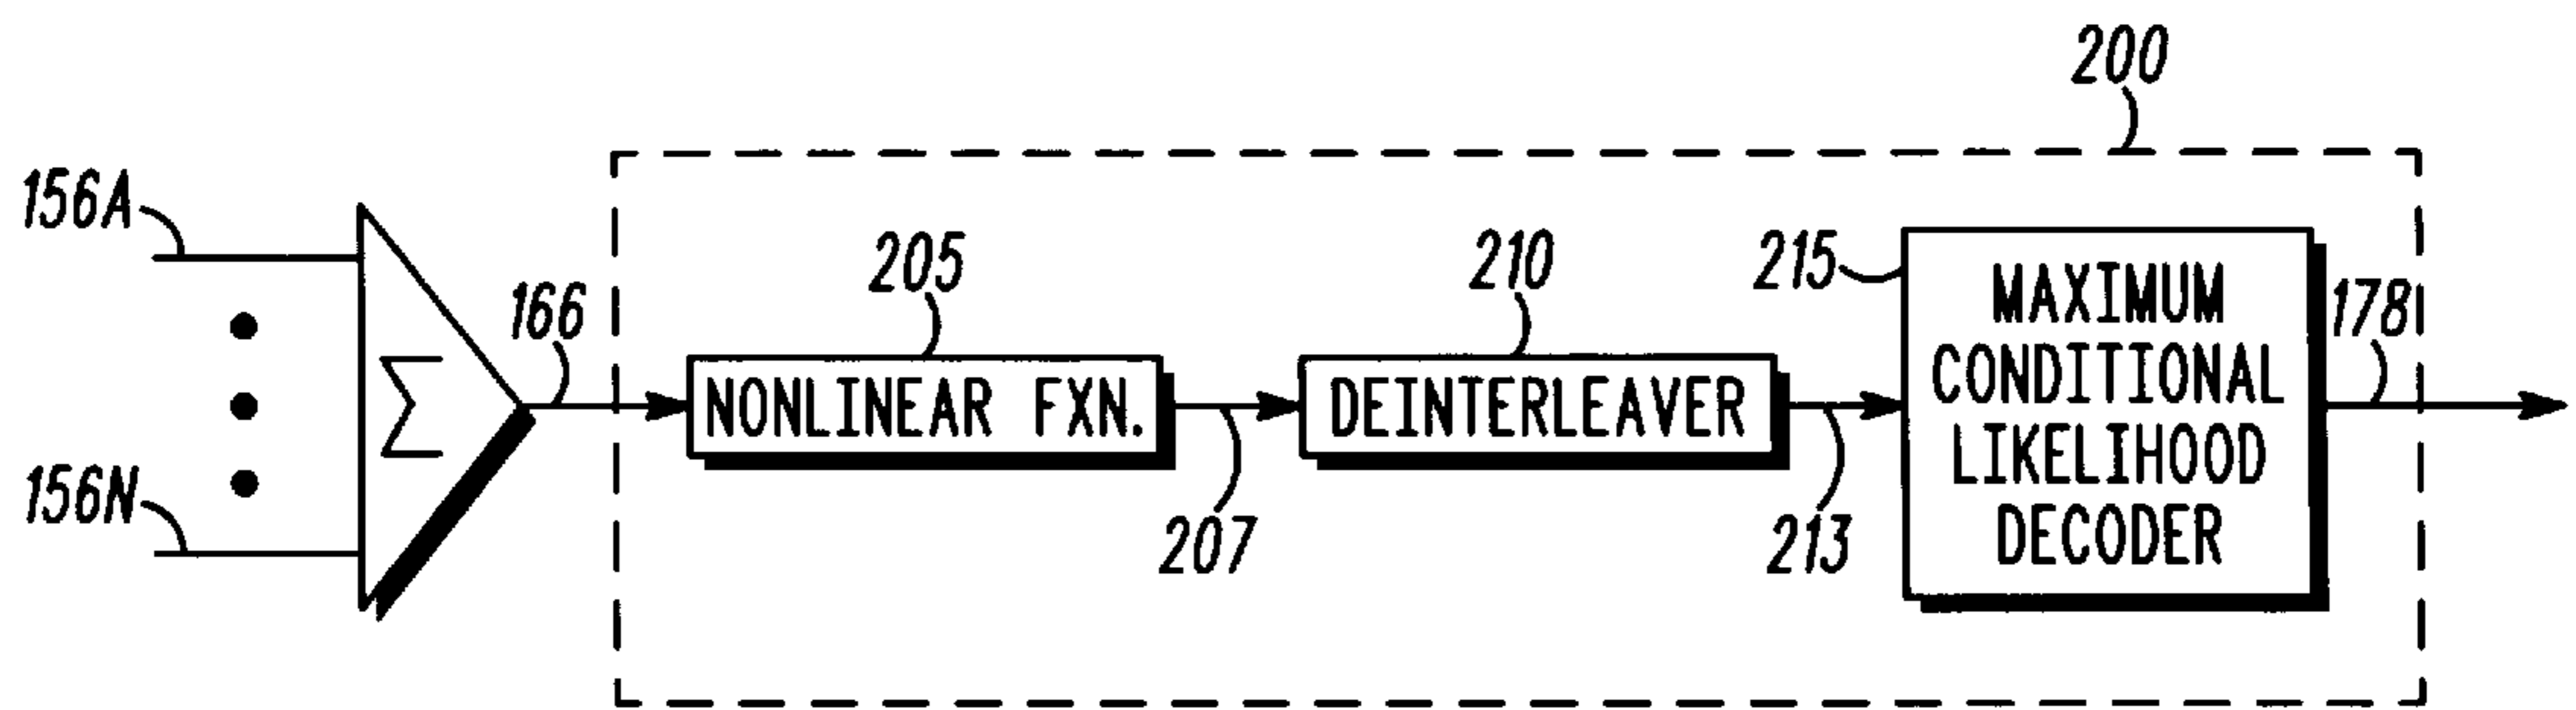 200
156A
166
205
210
215
178
Σ
NONLINEAR FXN.
DEINTERLEAVER
MAXIMUM
CONDITIONAL
LIKELIHOOD
DECODER
156N
207
213